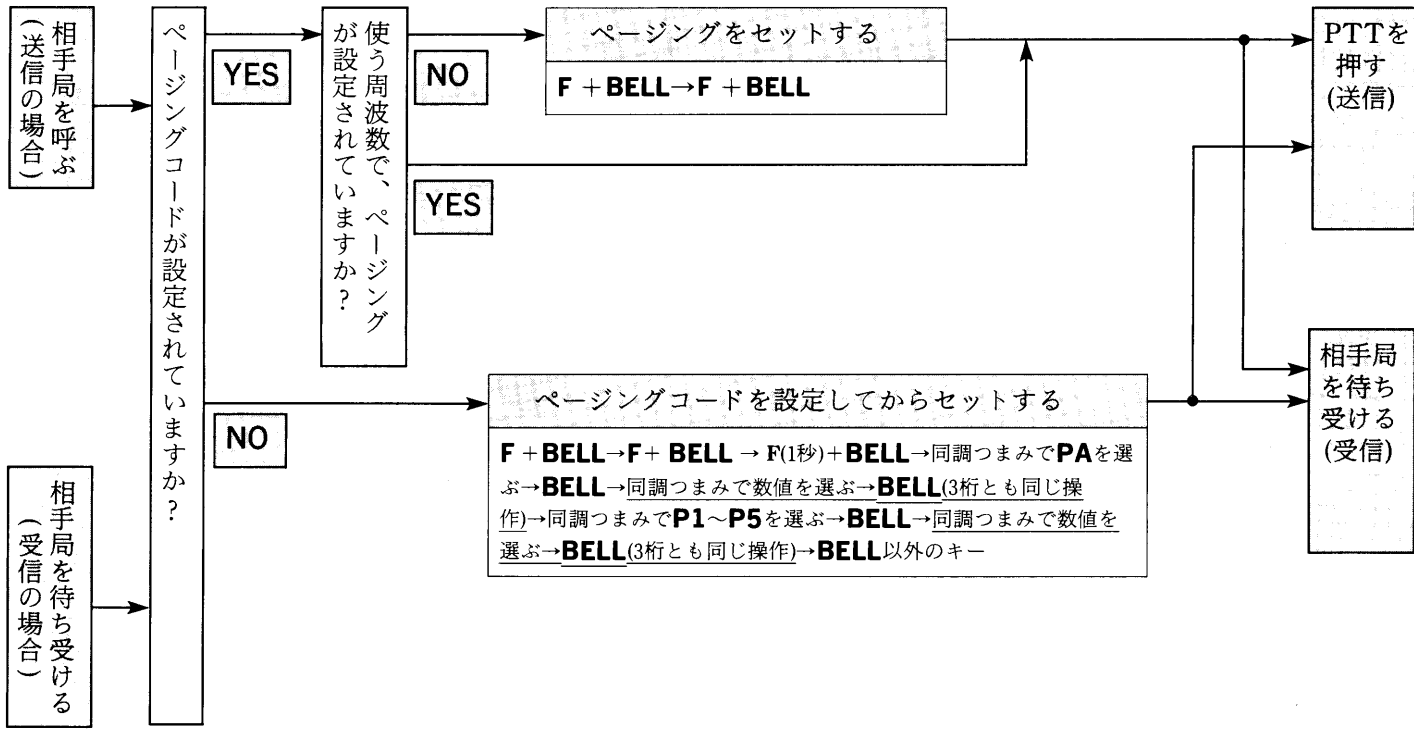 相手局を呼ぶ
(送信の場合)
相手局を待ち受ける
(受信の場合)
ページングコードが設定されていますか？
YES
使う周波数で、ページング
が設定されていますか？
NO
ページングをセットする
F +BELL→F +BELL
YES
NO
ページングコードを設定してからセットする
F +BELL→F+ BELL → F(1秒)+BELL→同調つまみでPAを選
ぶ→BELL→同調つまみで数値を選ぶ→BELL(3桁とも同じ操
作)→同調つまみでP1～P5を選ぶ→BELL→同調つまみで数値を
選ぶ→BELL(3桁とも同じ操作)→BELL以外のキー
PTTを
押す
(送信)
相手局
を待ち
受ける
(受信)